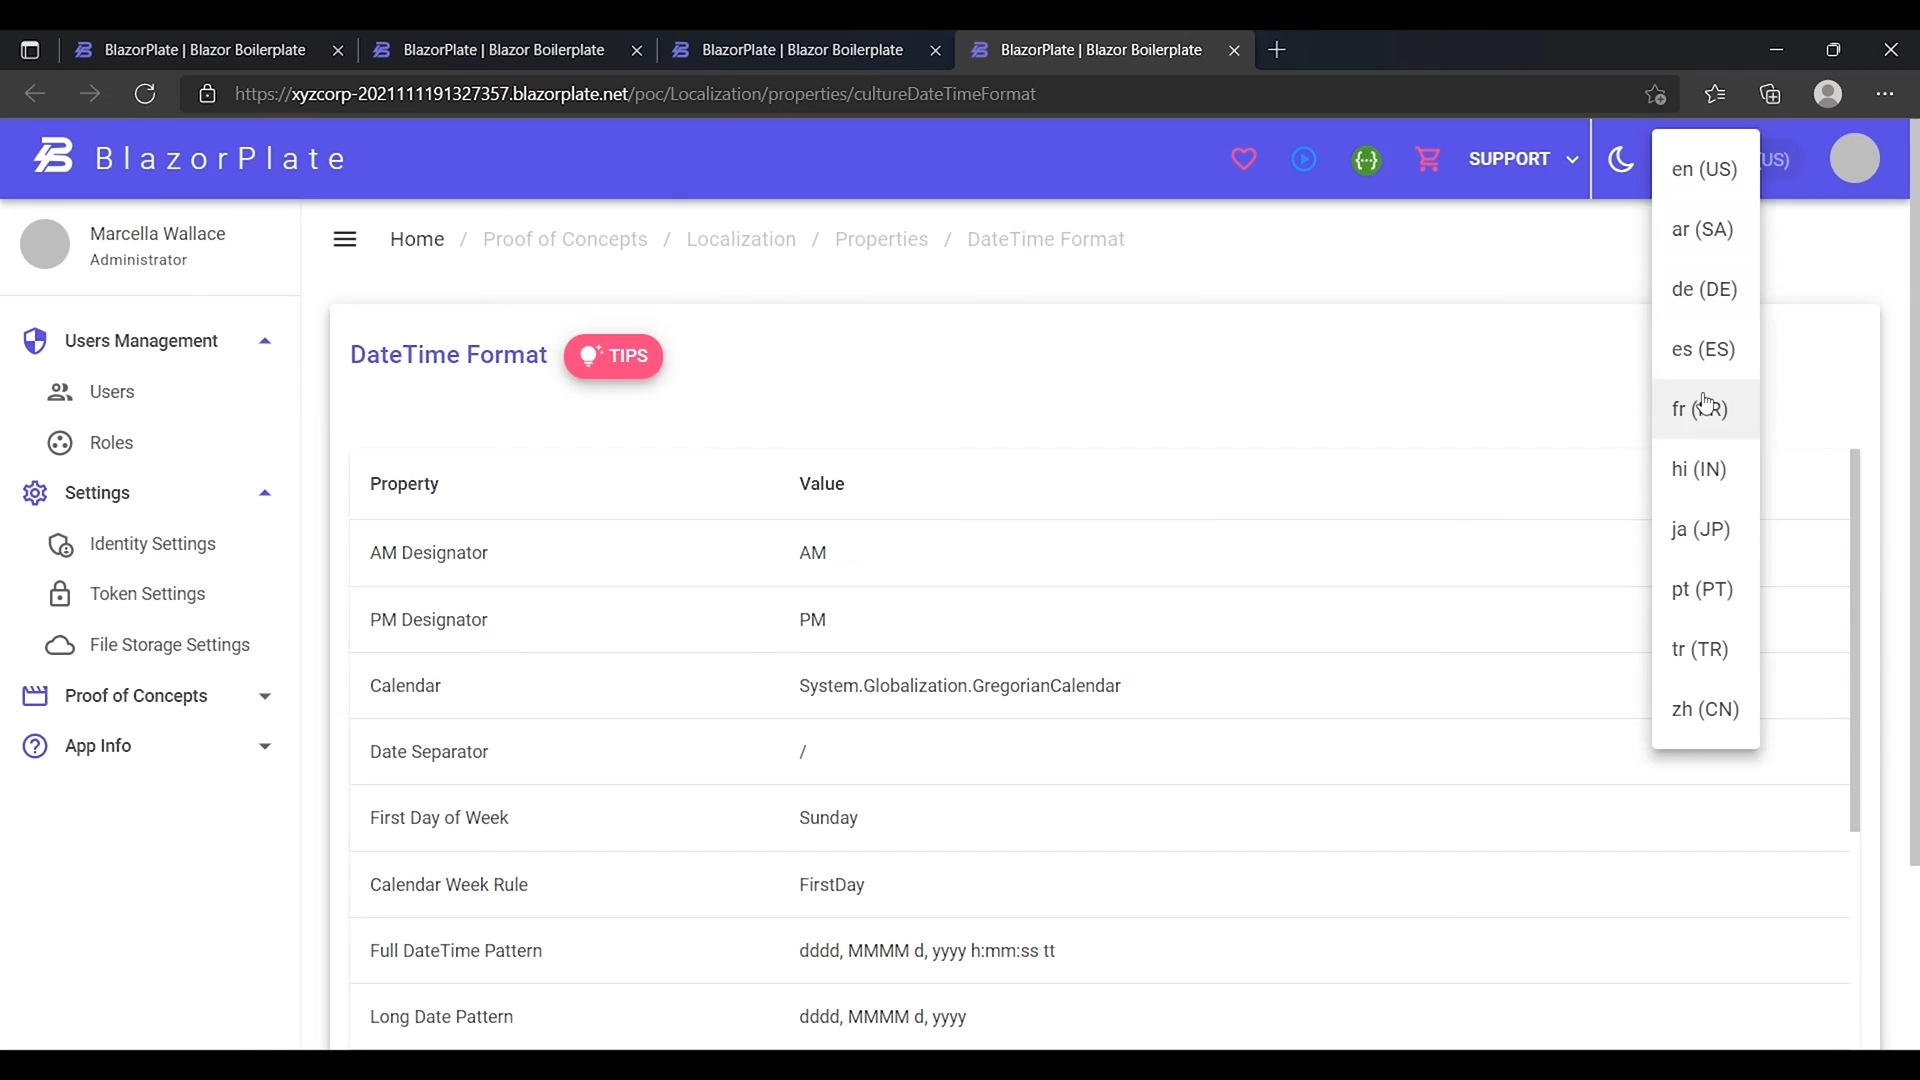 BlazorPlate | Blazor Boilerplate
BlazorPlate | Blazor Boilerplate
BlazorPlate | Blazor Boilerplate
BlazorPlate | Blazor Boilerplate
https://xyzcorp-2021111191327357.blazorplate.net/poc/Localization/properties/cultureDateTimeFormat
BlazorPlate
SUPPORT
(US)
Marcella Wallace
Administrator
Home / Proof of Concepts / Localization / Properties / DateTime Format
Users Management
Users
Roles
Settings
Identity Settings
Token Settings
File Storage Settings
Proof of Concepts
App Info
DateTime Format
TIPS
Property Value
AM Designator AM
PM Designator PM
Calendar System.Globalization.GregorianCalendar
Date Separator /
First Day of Week Sunday
Calendar Week Rule FirstDay
Full DateTime Pattern dddd, MMMM d, yyyy h:mm:ss tt
Long Date Pattern dddd, MMMM d, yyyy
en (US)
ar (SA)
de (DE)
es (ES)
fr (FR)
hi (IN)
ja (JP)
pt (PT)
tr (TR)
zh (CN)